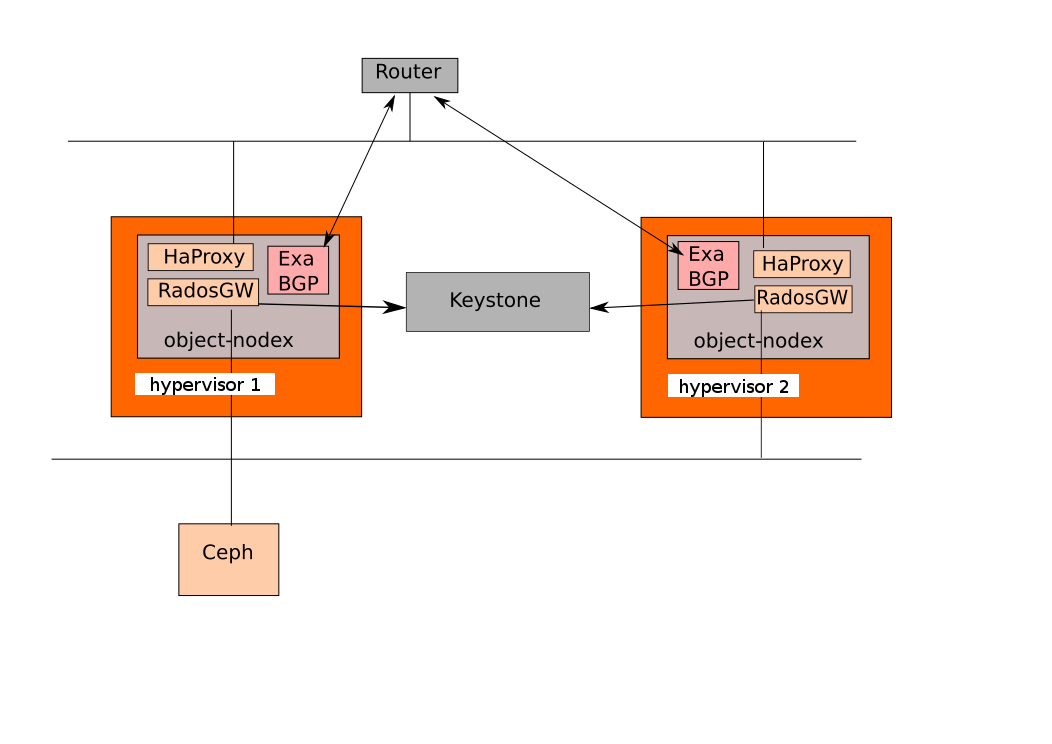 Router
HaProxy
Exa
BGP
RadosGW
object-nodex
hypervisor 1
Keystone
Exa
BGP
HaProxy
RadosGW
object-nodex
hypervisor 2
Ceph